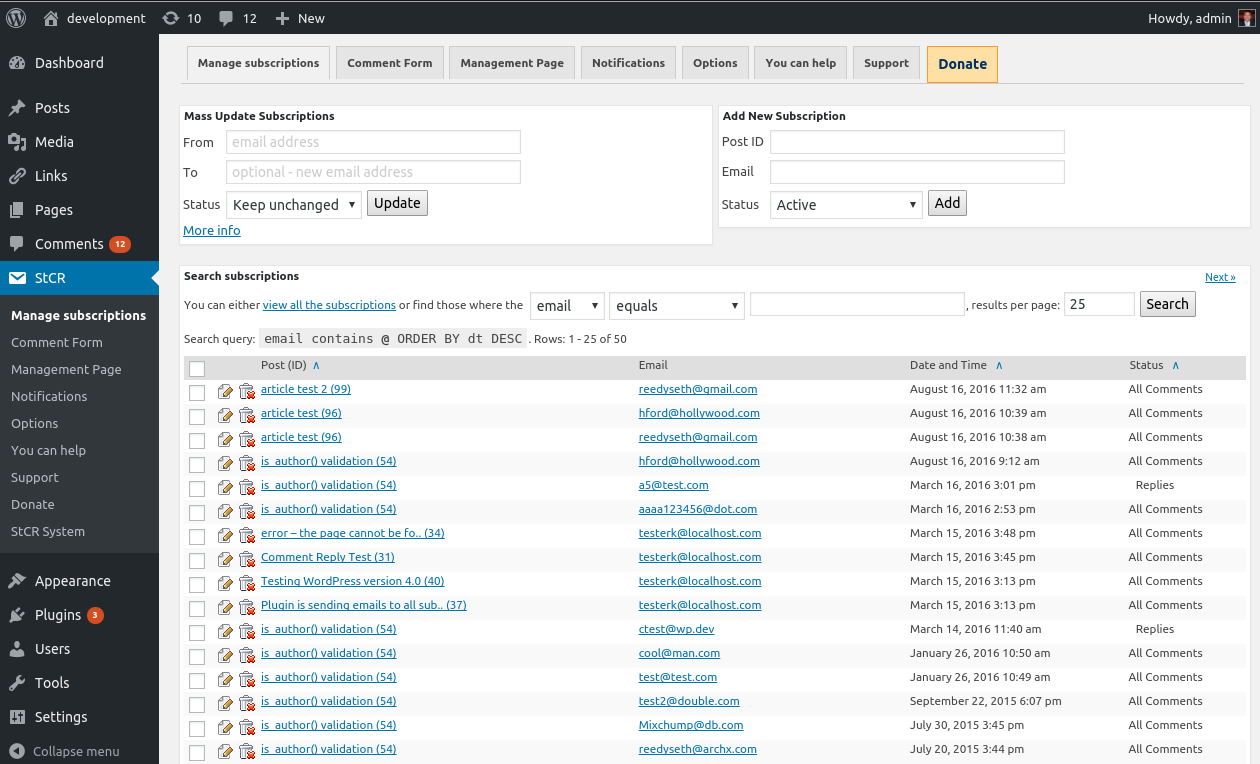 development 10 12 New Howdy, admin
Dashboard
Posts
Media
Links
Pages
Comments 12
StCR
Manage subscriptions
Comment Form
Management Page
Notifications
Options
You can help
Support
Donate
StCR System
Appearance
Plugins 3
Users
Tools
Settings
Collapse menu
Manage subscriptions Comment Form Management Page Notifications Options You can help Support Donate
Mass Update Subscriptions
From email address
To optional - new email address
Status Keep unchanged Update
More info
Add New Subscription
Post ID
Email
Status Active Add
Search subscriptions Next »
You can either view all the subscriptions or find those where the email equals , results per page: 25 Search
Search query: email contains @ ORDER BY dt DESC . Rows: 1 - 25 of 50
Post (ID) ∧ Email Date and Time ∧ Status ∧
article test 2 (99) reedyseth@gmail.com August 16, 2016 11:32 am All Comments
article test (96) hford@hollywood.com August 16, 2016 10:39 am All Comments
article test (96) reedyseth@gmail.com August 16, 2016 10:38 am All Comments
is_author() validation (54) hford@hollywood.com August 16, 2016 9:12 am All Comments
is_author() validation (54) a5@test.com March 16, 2016 3:01 pm Replies
is_author() validation (54) aaaa123456@dot.com March 16, 2016 2:53 pm All Comments
error – the page cannot be fo.. (34) testerk@localhost.com March 15, 2016 3:48 pm All Comments
Comment Reply Test (31) testerk@localhost.com March 15, 2016 3:45 pm All Comments
Testing WordPress version 4.0 (40) testerk@localhost.com March 15, 2016 3:13 pm All Comments
Plugin is sending emails to all sub.. (37) testerk@localhost.com March 15, 2016 3:13 pm All Comments
is_author() validation (54) ctest@wp.dev March 14, 2016 11:40 am Replies
is_author() validation (54) cool@man.com January 26, 2016 10:50 am All Comments
is_author() validation (54) test@test.com January 26, 2016 10:49 am All Comments
is_author() validation (54) test2@double.com September 22, 2015 6:07 pm All Comments
is_author() validation (54) Mixchump@db.com July 30, 2015 3:45 pm All Comments
is_author() validation (54) reedyseth@archx.com July 20, 2015 3:44 pm All Comments